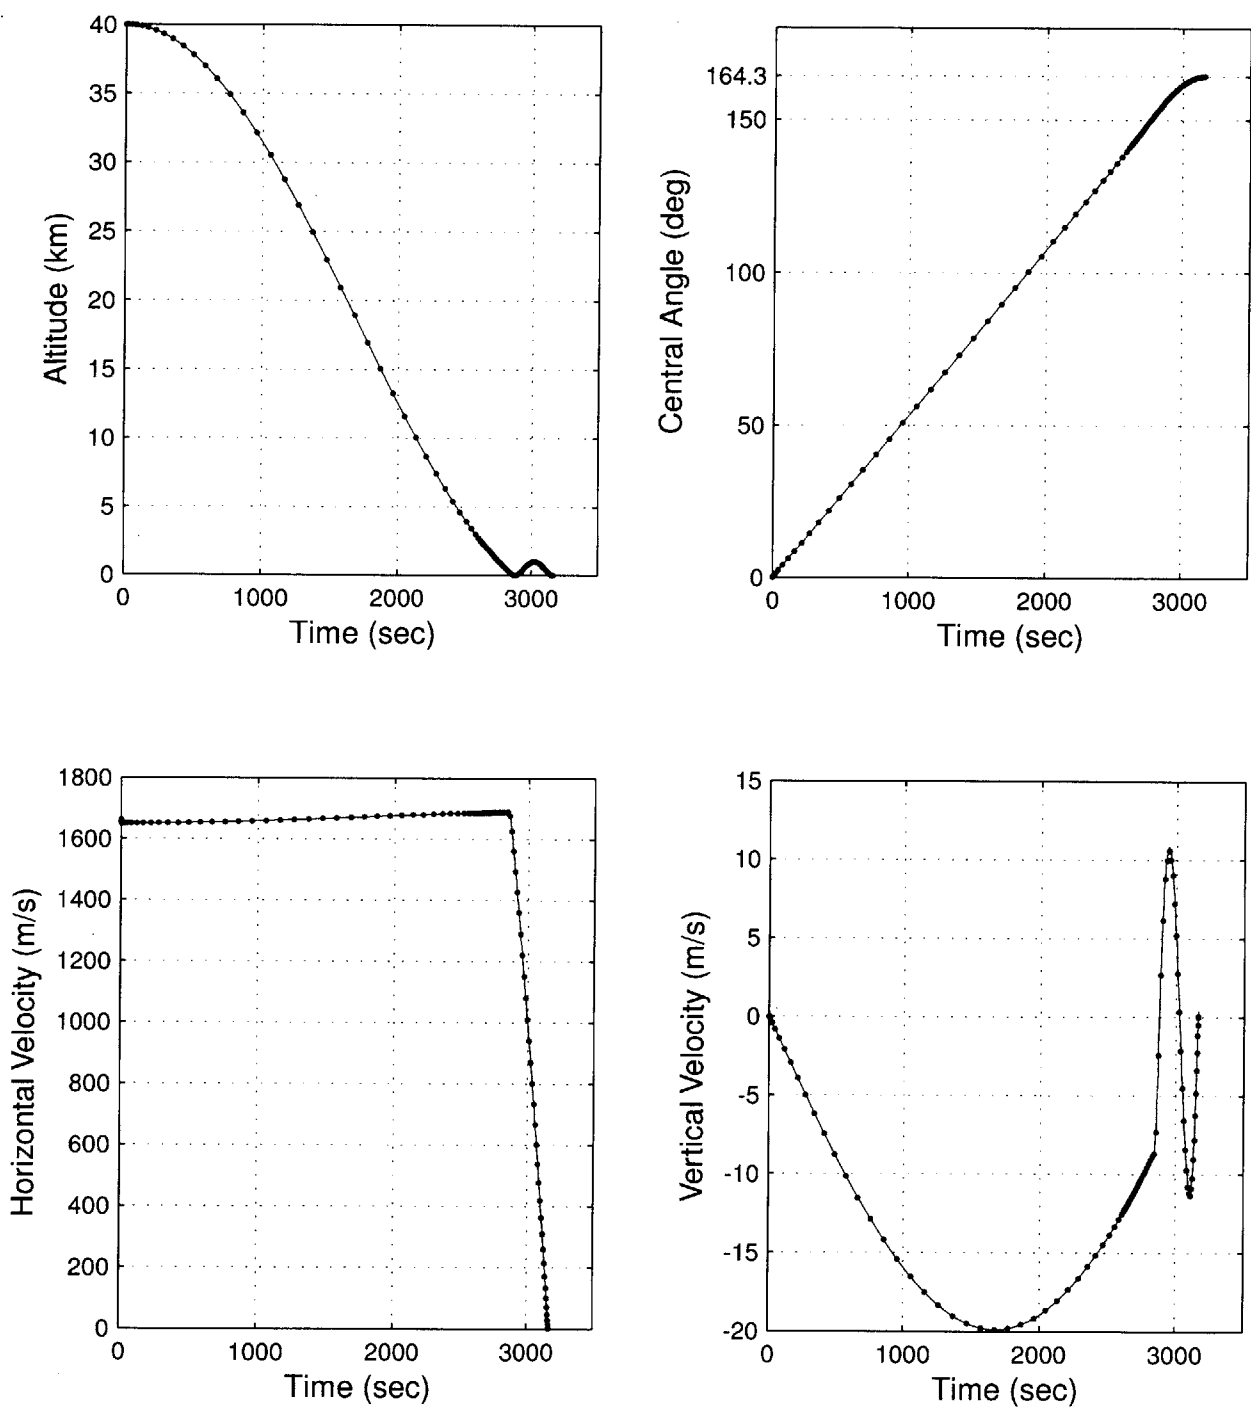 40
35
30
25
20
15
10
5
0
0 1000 2000 3000
Altitude (km)
Time (sec)
164.3
150
100
50
0
0 1000 2000 3000
Central Angle (deg)
Time (sec)
1800
1600
1400
1200
1000
800
600
400
200
0
0 1000 2000 3000
Horizontal Velocity (m/s)
Time (sec)
15
10
5
0
-5
-10
-15
-20
0 1000 2000 3000
Vertical Velocity (m/s)
Time (sec)